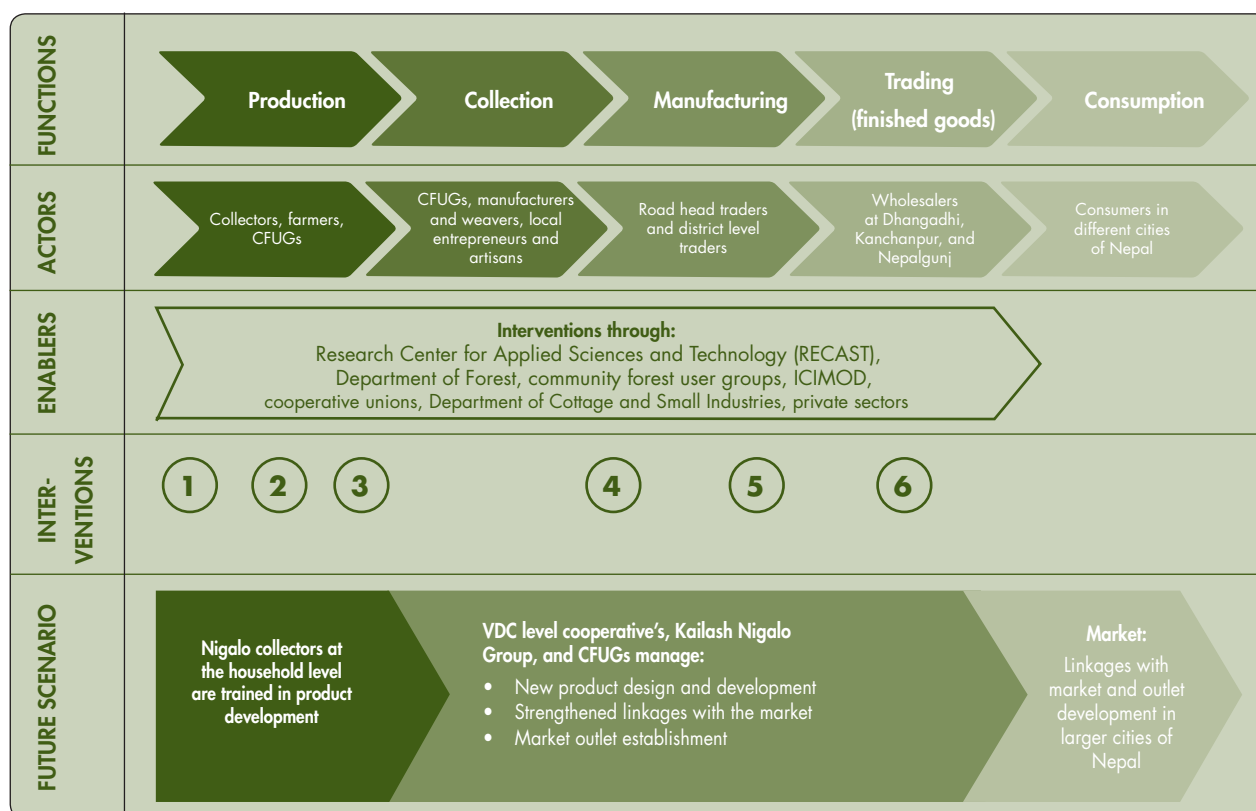 FUNCTIONS
Production
Collection
Manufacturing
Trading
(finished goods)
Consumption
ACTORS
Collectors, farmers,
CFUGs
CFUGs, manufacturers
and weavers, local
entrepreneurs and
artisans
Road head traders
and district level
traders
Wholesalers
at Dhangadhi,
Kanchanpur, and
Nepalgunj
Consumers in
different cities
of Nepal
ENABLERS
Interventions through:
Research Center for Applied Sciences and Technology (RECAST),
Department of Forest, community forest user groups, ICIMOD,
cooperative unions, Department of Cottage and Small Industries, private sectors
INTER-
VENTIONS
1
2
3
4
5
6
FUTURE SCENARIO
Nigalo collectors at
the household level
are trained in product
development
VDC level cooperative's, Kailash Nigalo
Group, and CFUGs manage:
• New product design and development
• Strengthened linkages with the market
• Market outlet establishment
Market:
Linkages with
market and outlet
development in
larger cities of
Nepal